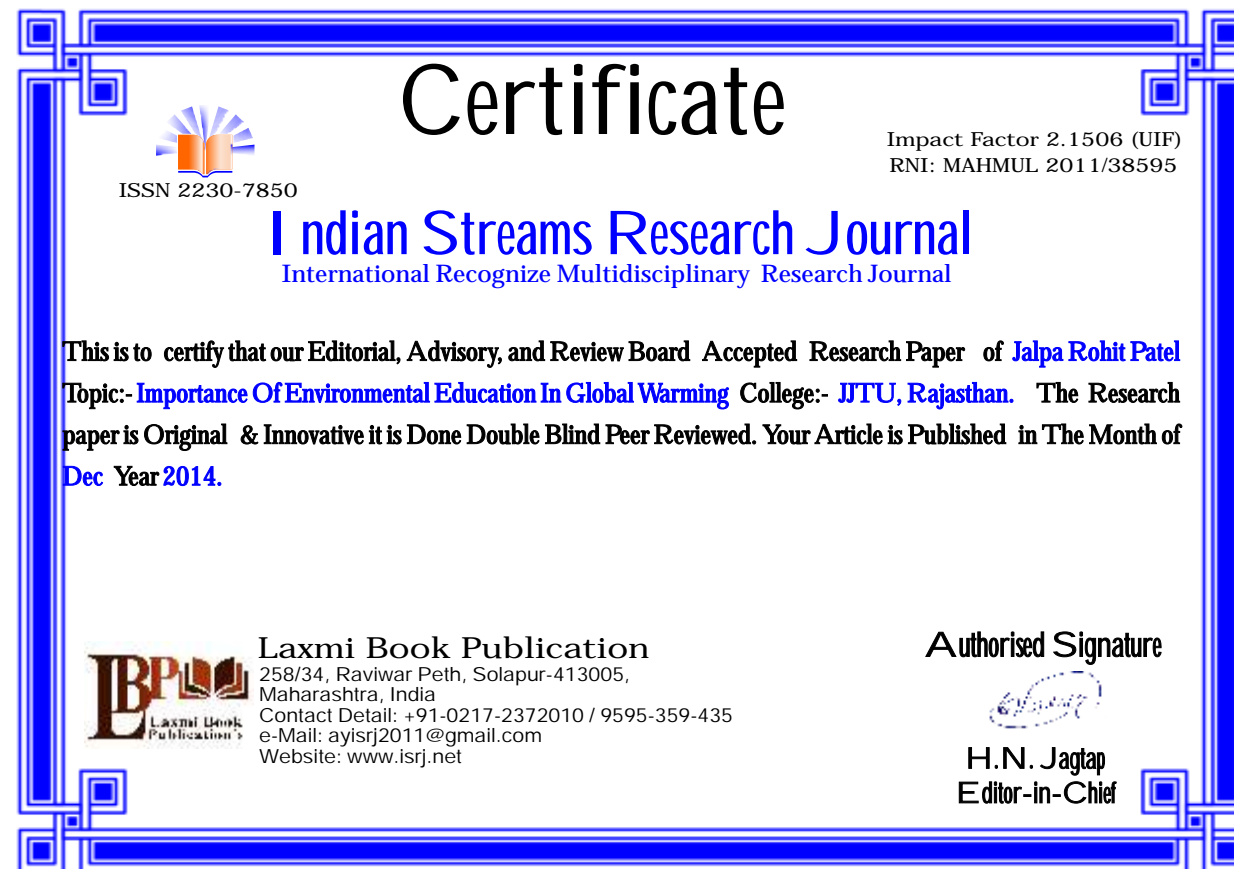 Certificate
Impact Factor 2.1506 (UIF)
RNI: MAHMUL 2011/38595
ISSN 2230-7850
Indian Streams Research Journal
International Recognize Multidisciplinary Research Journal
This is to certify that our Editorial, Advisory, and Review Board Accepted Research Paper of Jalpa Rohit Patel
Topic:- Importance Of Environmental Education In Global Warming College:- JJTU, Rajasthan. The Research
paper is Original & Innovative it is Done Double Blind Peer Reviewed. Your Article is Published in The Month of
Dec Year 2014.
LBP
Laxmi Book
Publication's
Laxmi Book Publication
258/34, Raviwar Peth, Solapur-413005,
Maharashtra, India
Contact Detail: +91-0217-2372010 / 9595-359-435
e-Mail: ayisrj2011@gmail.com
Website: www.isrj.net
Authorised Signature
H.N. Jagtap
Editor-in-Chief